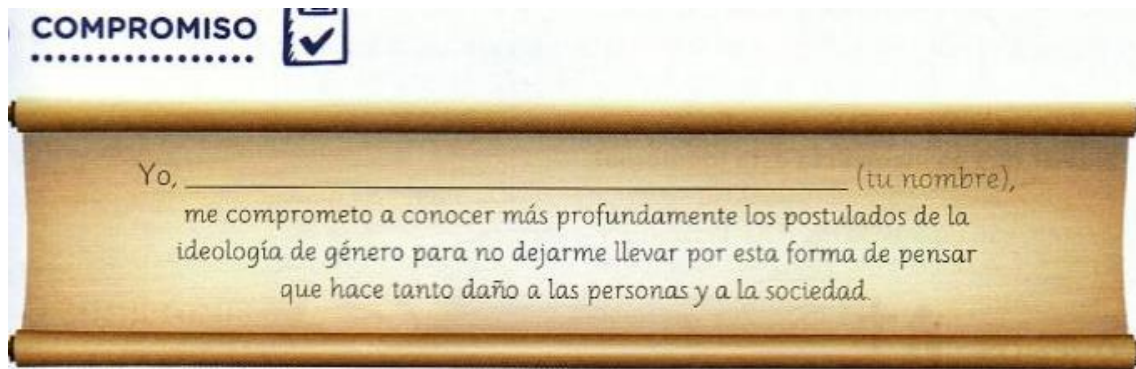 COMPROMISO
Yo, ______________________________ (tu nombre),
me comprometo a conocer más profundamente los postulados de la
ideología de género para no dejarme llevar por esta forma de pensar
que hace tanto daño a las personas y a la sociedad.